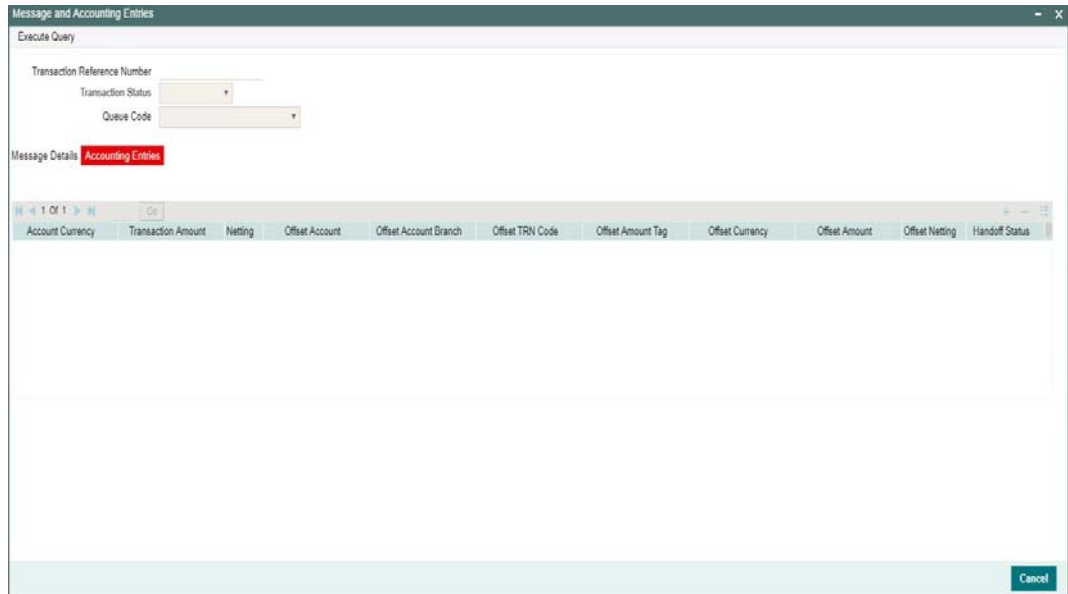 Message and Accounting Entries
Execute Query
Transaction Reference Number
Transaction Status
Queue Code
Message Details Accounting Entries
1 Of 1 Go
Account Currency Transaction Amount Netting Offset Account Offset Account Branch Offset TRN Code Offset Amount Tag Offset Currency Offset Amount Offset Netting Handoff Status
Cancel